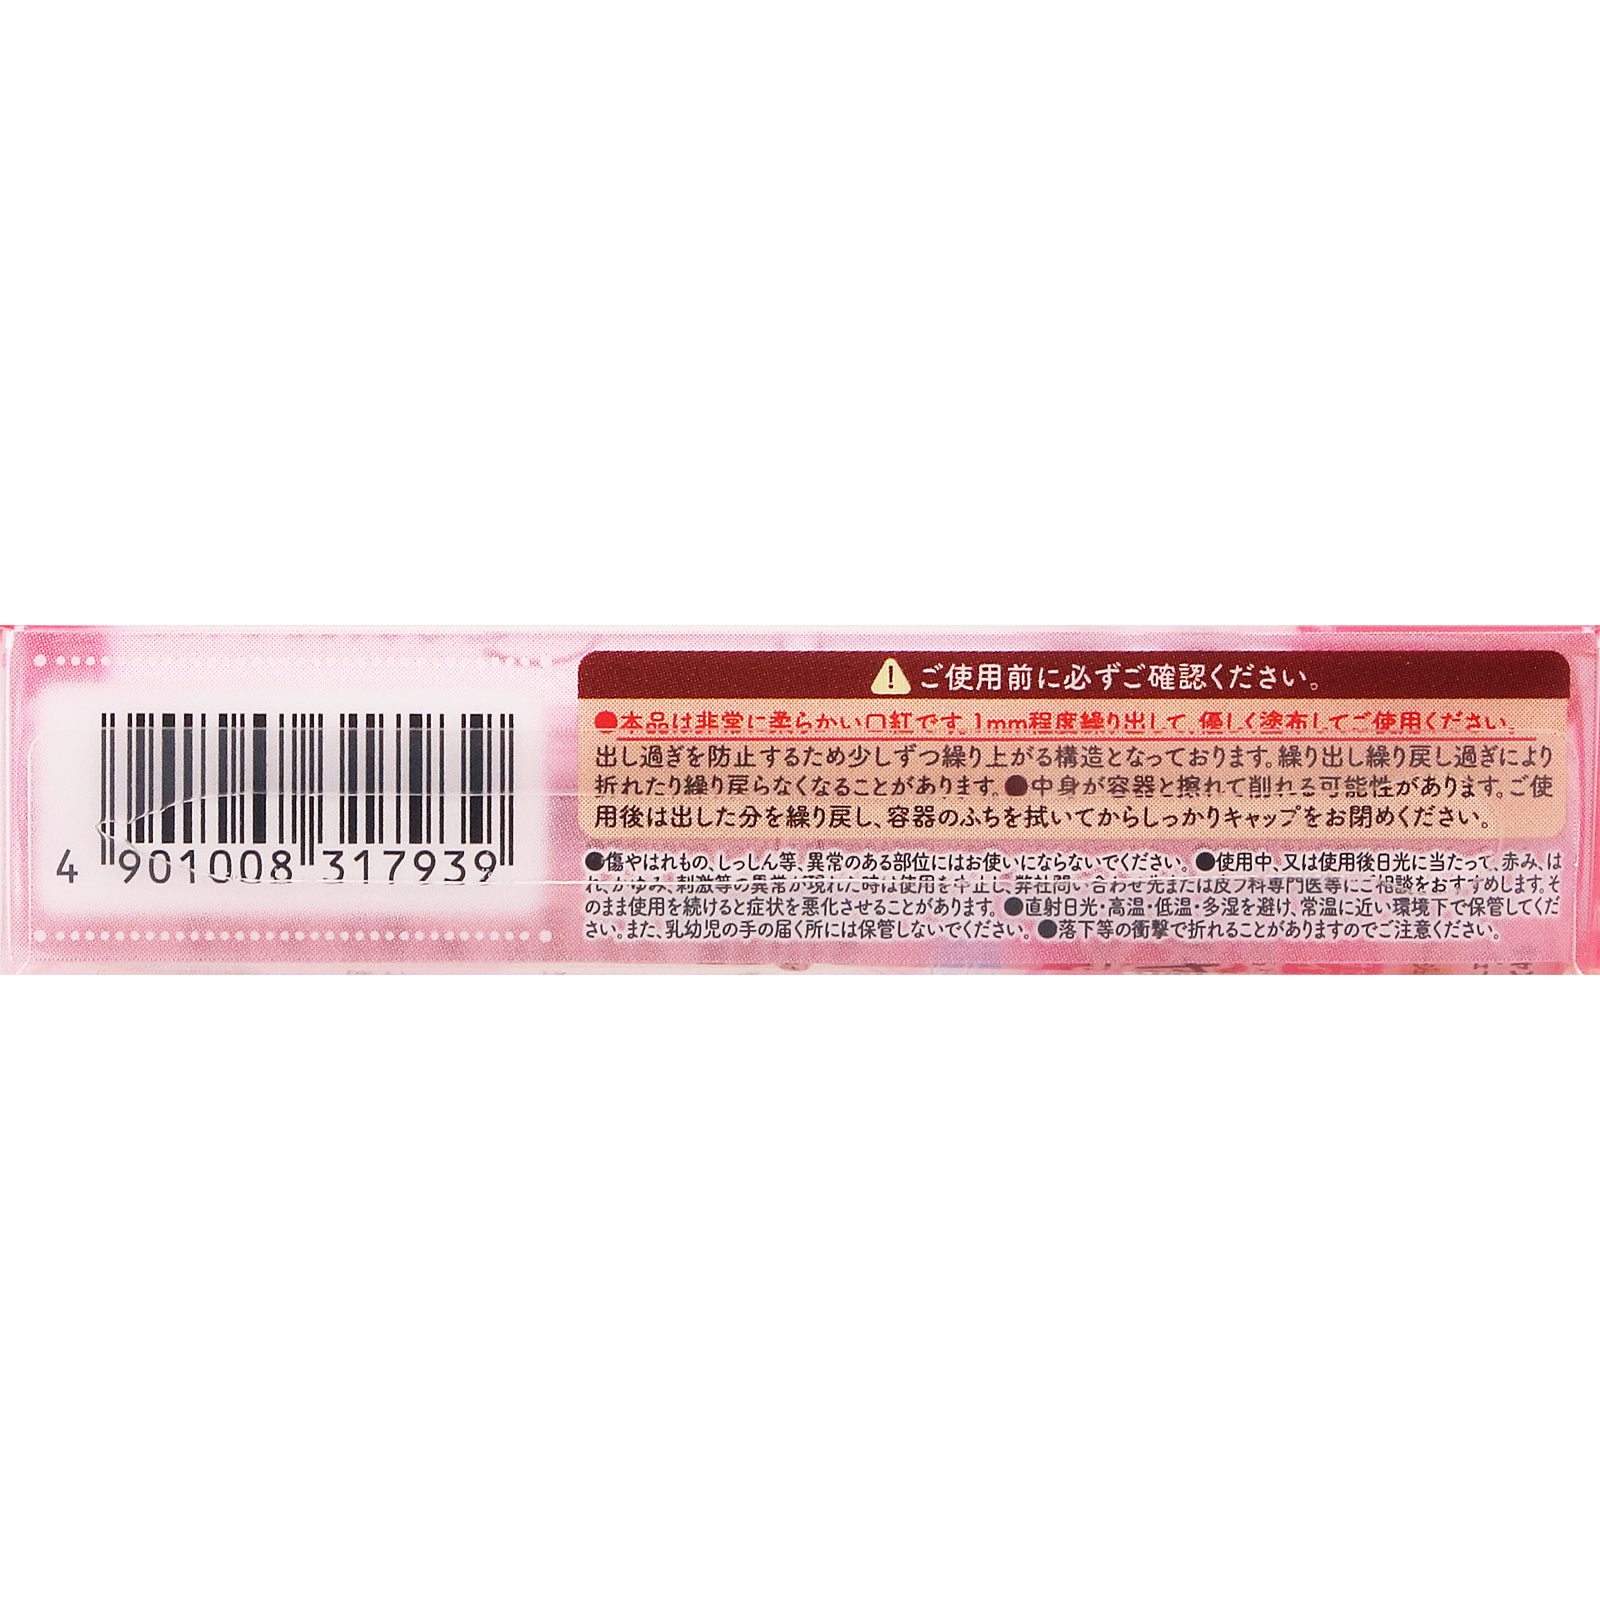 ⚠ご使用前に必ずご確認ください。
●本品は非常に柔らかい口紅です。1mm程度繰り出して、優しく塗布してご使用ください。
出し過ぎを防止するため少しずつ繰り上がる構造となっております。繰り出し繰り戻し過ぎにより
折れたり繰り戻らなくなることがあります。●中身が容器と擦れて削れる可能性があります。ご使
用後は出した分を繰り戻し、容器のふちを拭いてからしっかりキャップをお閉めください。
●傷やはれもの、しっしん等、異常のある部位にはお使いにならないでください。●使用中、又は使用後日光に当たって、赤み、は
れ、かゆみ、刺激等の異常が現れた時は使用を中止し、弊社問い合わせ先または皮フ科専門医等にご相談をおすすめします。そ
のまま使用を続けると症状を悪化させることがあります。●直射日光・高温・低温・多湿を避け、常温に近い環境下で保管してくだ
さい。また、乳幼児の手の届く所には保管しないでください。●落下等の衝撃で折れることがありますのでご注意ください。
4 901008 317939